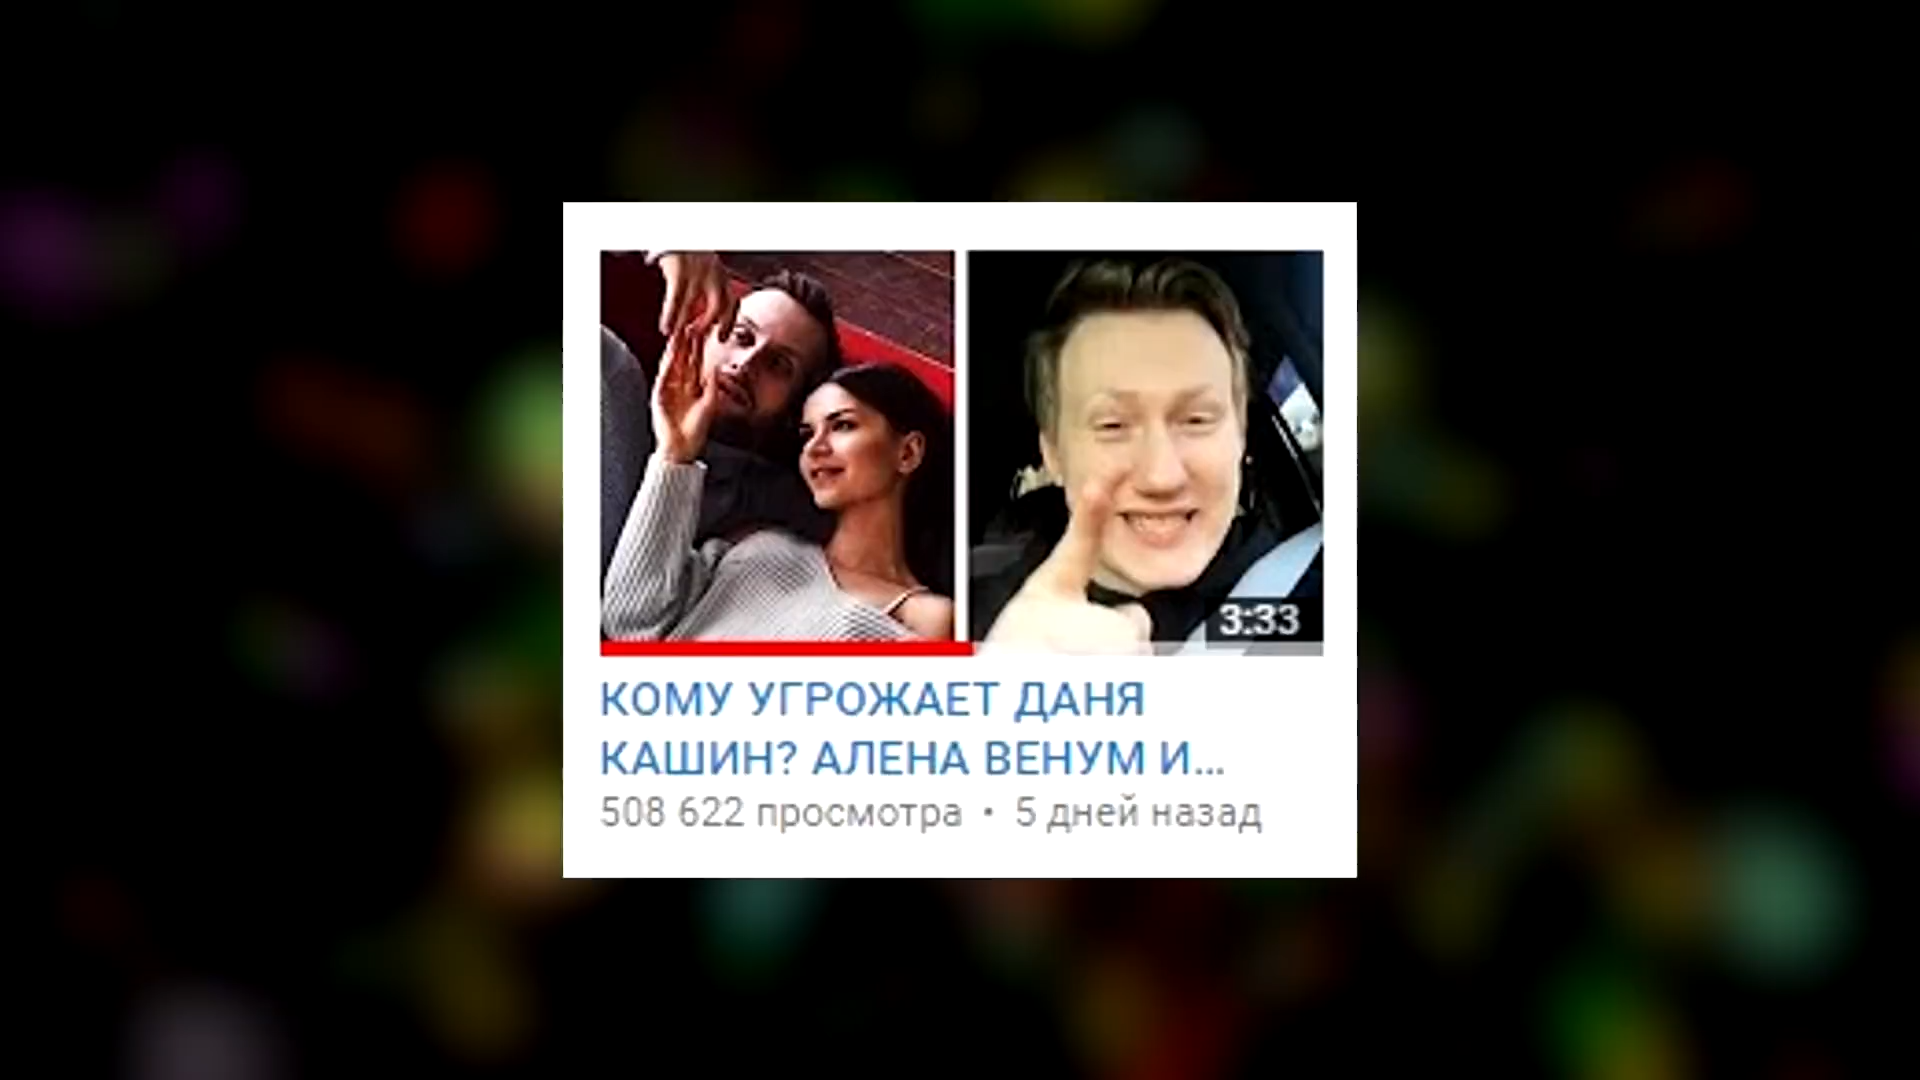 3:33
КОМУ УГРОЖАЕТ ДАНЯ
КАШИН? АЛЕНА ВЕНУМ И...
508 622 просмотра • 5 дней назад